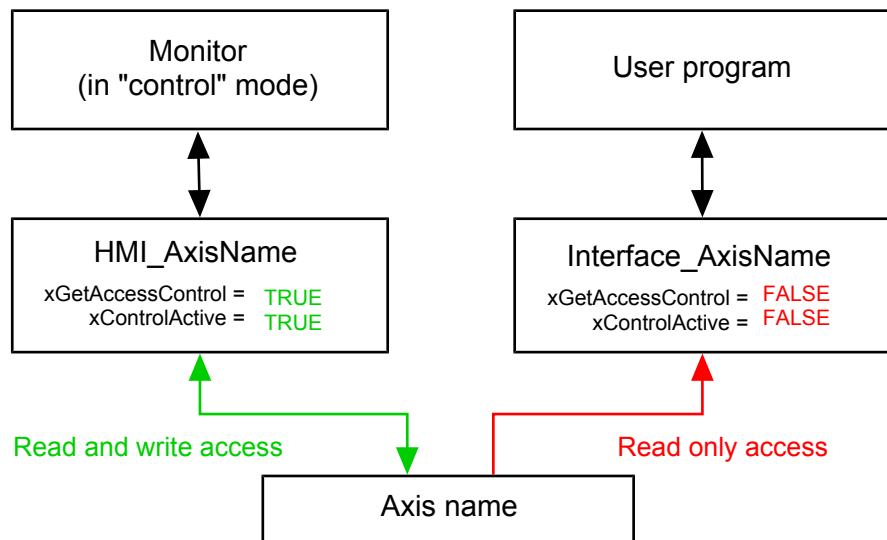 Monitor
(in "control" mode)
User program
HMI_AxisName
xGetAccessControl = TRUE
xControlActive = TRUE
Interface_AxisName
xGetAccessControl = FALSE
xControlActive = FALSE
Read and write access
Read only access
Axis name